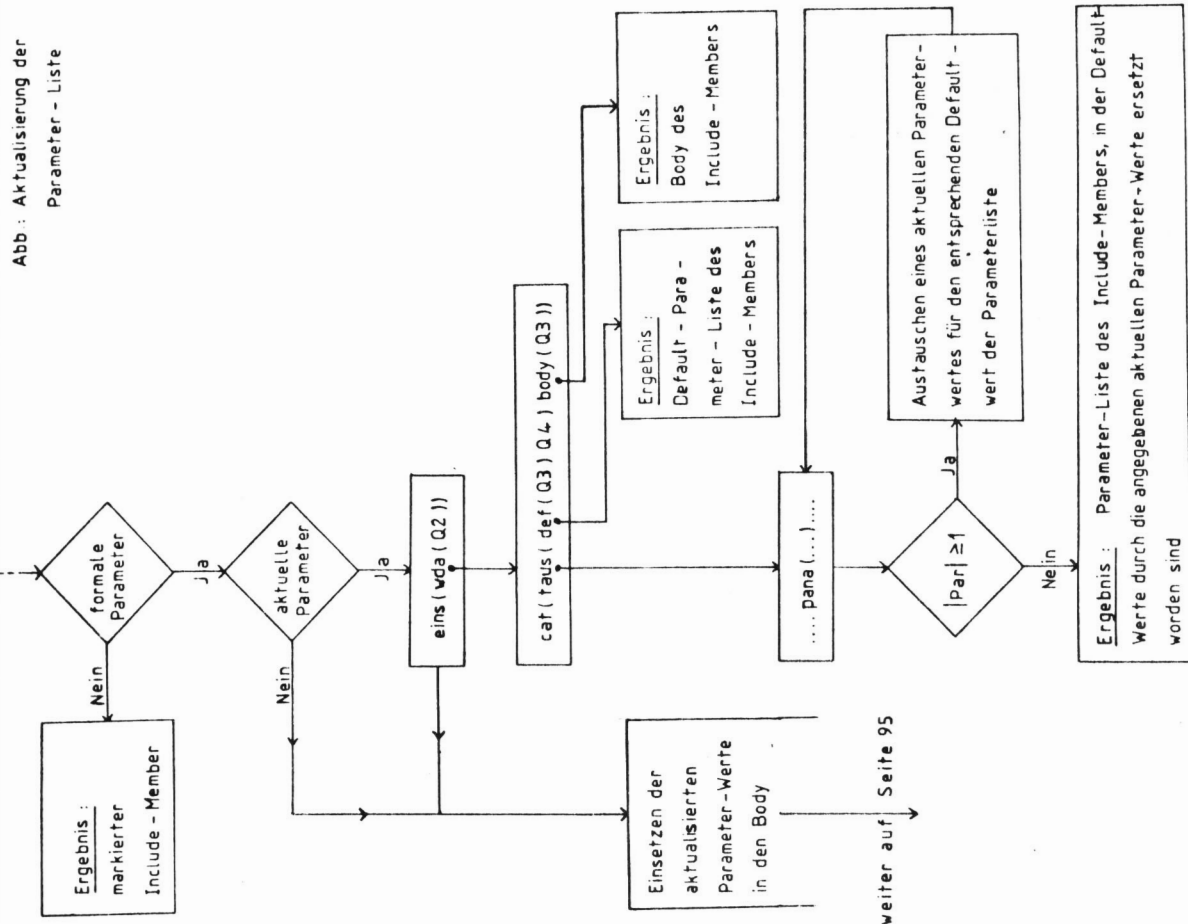 Abb.: Aktualisierung der
Parameter - Liste
formale
Parameter
Nein
Ja
Ergebnis :
markierter
Include - Member
aktuelle
Parameter
Nein
Ja
eins ( wda ( Q2 ) )
cat ( taus ( def ( Q3 ) Q4 ) body ( Q3 ) )
Ergebnis :
Default - Para -
meter - Liste des
Include - Members
Ergebnis :
Body des
Include - Members
..... pana ( ... ) ....
|Par| ≥ 1
Ja
Nein
Austauschen eines aktuellen Parameter-
wertes für den entsprechenden Default -
wert der Parameterliste
Ergebnis : Parameter-Liste des Include-Members, in der Default-
Werte durch die angegebenen aktuellen Parameter-Werte ersetzt
worden sind
Einsetzen der
aktualisierten
Parameter-Werte
in den Body
weiter auf Seite 95